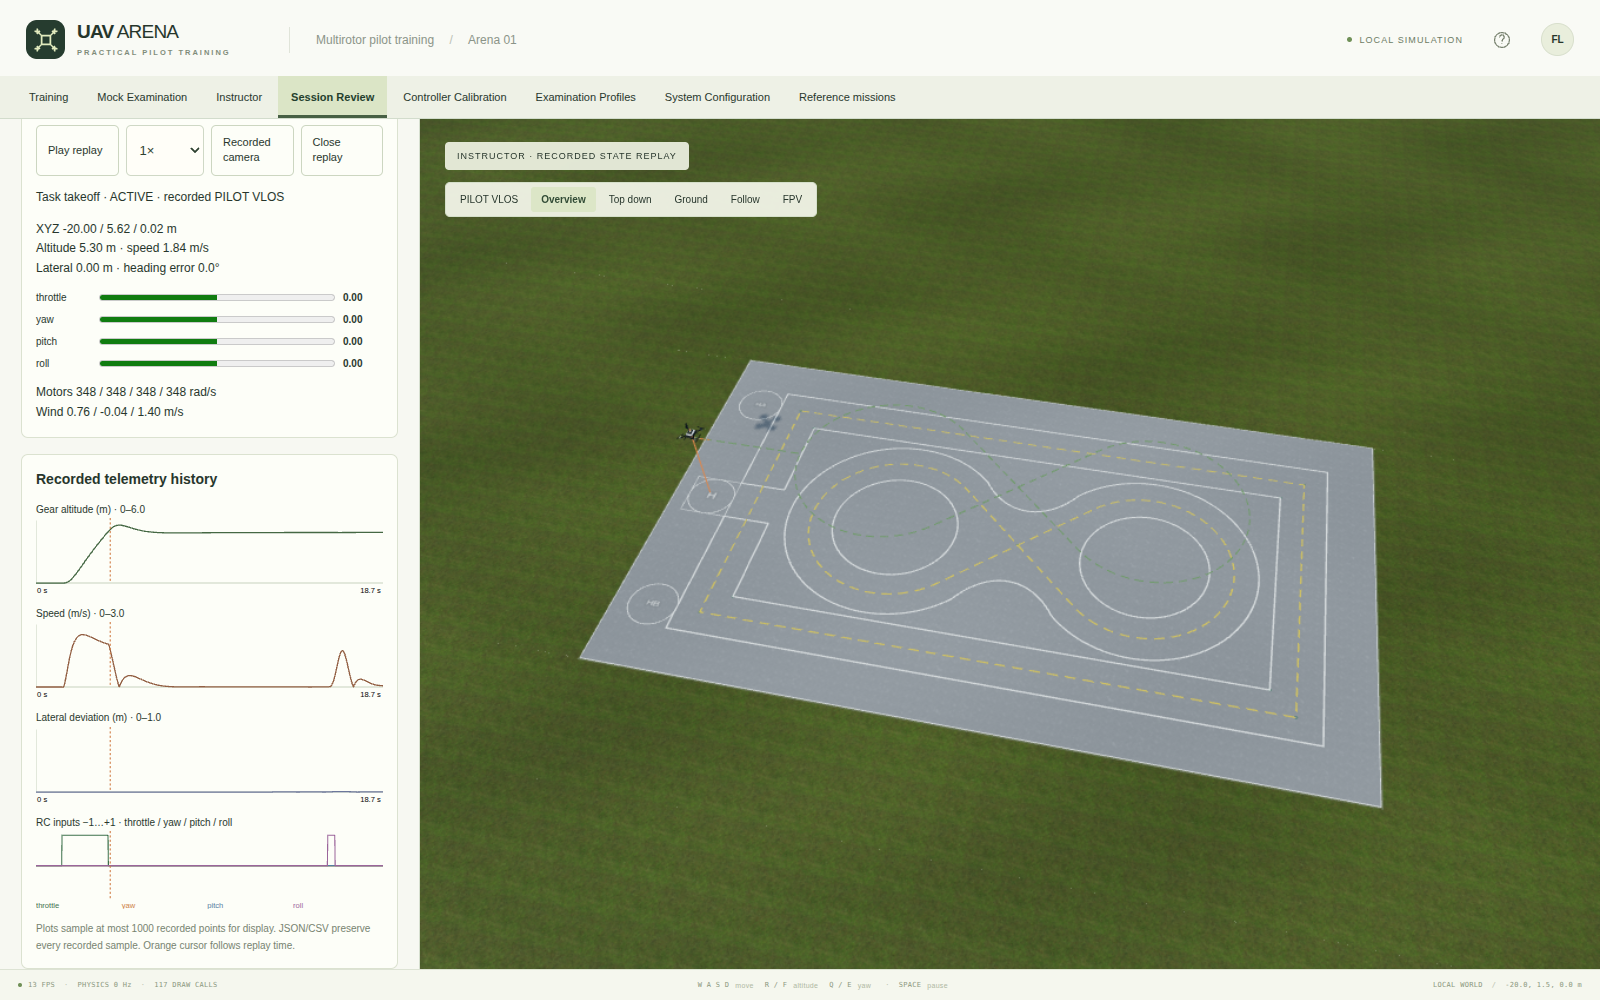 UAV ARENA
PRACTICAL PILOT TRAINING
Multirotor pilot training / Arena 01
LOCAL SIMULATION
?
FL
Training
Mock Examination
Instructor
Session Review
Controller Calibration
Examination Profiles
System Configuration
Reference missions
Play replay
1×
Recorded
camera
Close
replay
Task takeoff · ACTIVE · recorded PILOT VLOS
XYZ -20.00 / 5.62 / 0.02 m
Altitude 5.30 m · speed 1.84 m/s
Lateral 0.00 m · heading error 0.0°
throttle 0.00
yaw 0.00
pitch 0.00
roll 0.00
Motors 348 / 348 / 348 / 348 rad/s
Wind 0.76 / -0.04 / 1.40 m/s
Recorded telemetry history
Gear altitude (m) · 0–6.0
0 s 18.7 s
Speed (m/s) · 0–3.0
0 s 18.7 s
Lateral deviation (m) · 0–1.0
0 s 18.7 s
RC inputs −1…+1 · throttle / yaw / pitch / roll
throttle yaw pitch roll
Plots sample at most 1000 recorded points for display. JSON/CSV preserve
every recorded sample. Orange cursor follows replay time.
INSTRUCTOR · RECORDED STATE REPLAY
PILOT VLOS
Overview
Top down
Ground
Follow
FPV
H
HB
13 FPS · PHYSICS 0 Hz · 117 DRAW CALLS
W A S D move R / F altitude Q / E yaw · SPACE pause
LOCAL WORLD / -20.0, 1.5, 0.0 m